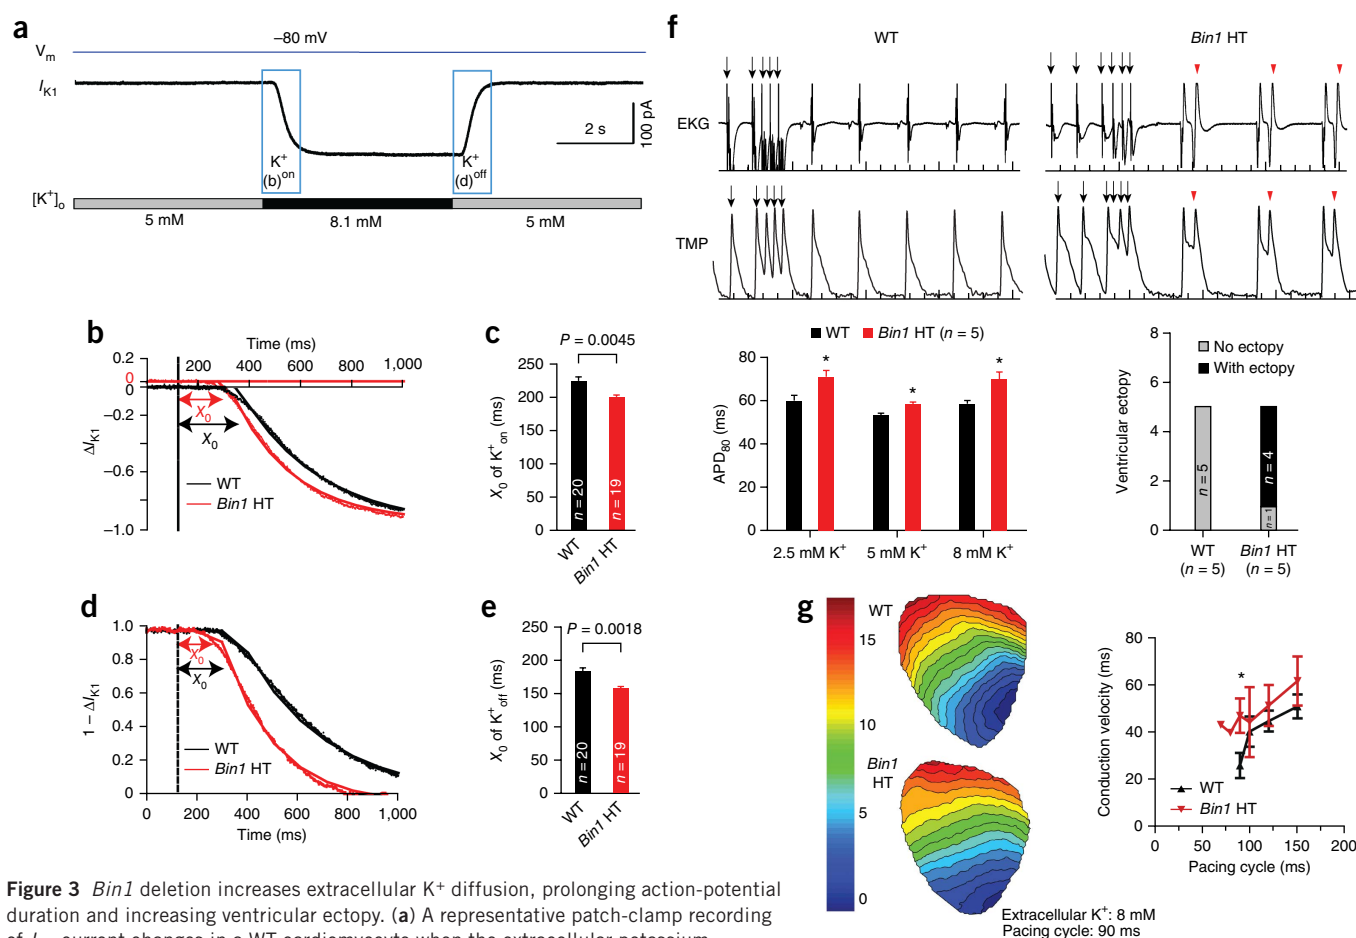 a
–80 mV
Vm
IK1
2 s
100 pA
K+on
(b)
K+off
(d)
[K+]o
5 mM
8.1 mM
5 mM
b
Time (ms)
200 400 600 800 1,000
0.2
0
0
–0.2
–0.6
–1.0
ΔIK1
X0
X0
WT
Bin1 HT
c
P = 0.0045
250
200
150
100
50
0
X0 of K+on (ms)
n = 20
n = 19
WT
Bin1 HT
d
1.0
0.8
0.6
0.4
0.2
0
1 – ΔIK1
X0
X0
WT
Bin1 HT
0 200 400 600 800 1,000
Time (ms)
e
P = 0.0018
250
200
150
100
50
0
X0 of K+off (ms)
n = 20
n = 19
WT
Bin1 HT
f
WT
Bin1 HT
EKG
TMP
WT Bin1 HT (n = 5)
80
60
40
20
0
APD80 (ms)
*
*
*
2.5 mM K+ 5 mM K+ 8 mM K+
8
6
4
2
0
Ventricular ectopy
No ectopy
With ectopy
n = 5
n = 4
n = 1
WT
(n = 5)
Bin1 HT
(n = 5)
g
WT
15
10
Bin1
HT
5
0
Extracellular K+: 8 mM
Pacing cycle: 90 ms
80
60
40
20
0
Conduction velocity (ms)
*
WT
Bin1 HT
0 50 100 150 200
Pacing cycle (ms)
Figure 3 Bin1 deletion increases extracellular K+ diffusion, prolonging action-potential
duration and increasing ventricular ectopy. (a) A representative patch-clamp recording